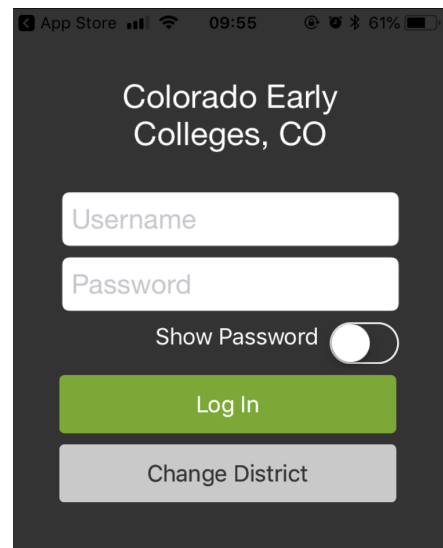 App Store 09:55 61%
Colorado Early
Colleges, CO
Username
Password
Show Password
Log In
Change District